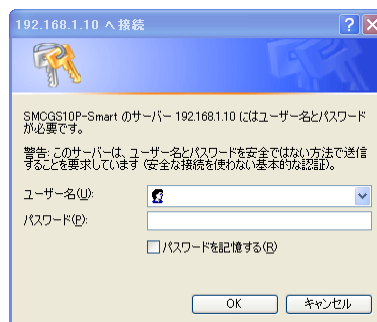 192.168.1.10 へ接続
SMCGS10P-Smart のサーバー 192.168.1.10 にはユーザー名とパスワード
が必要です。
警告: このサーバーは、ユーザー名とパスワードを安全ではない方法で送信
することを要求しています (安全な接続を使わない基本的な認証)。
ユーザー名(U):
パスワード(P):
パスワードを記憶する(R)
OK キャンセル